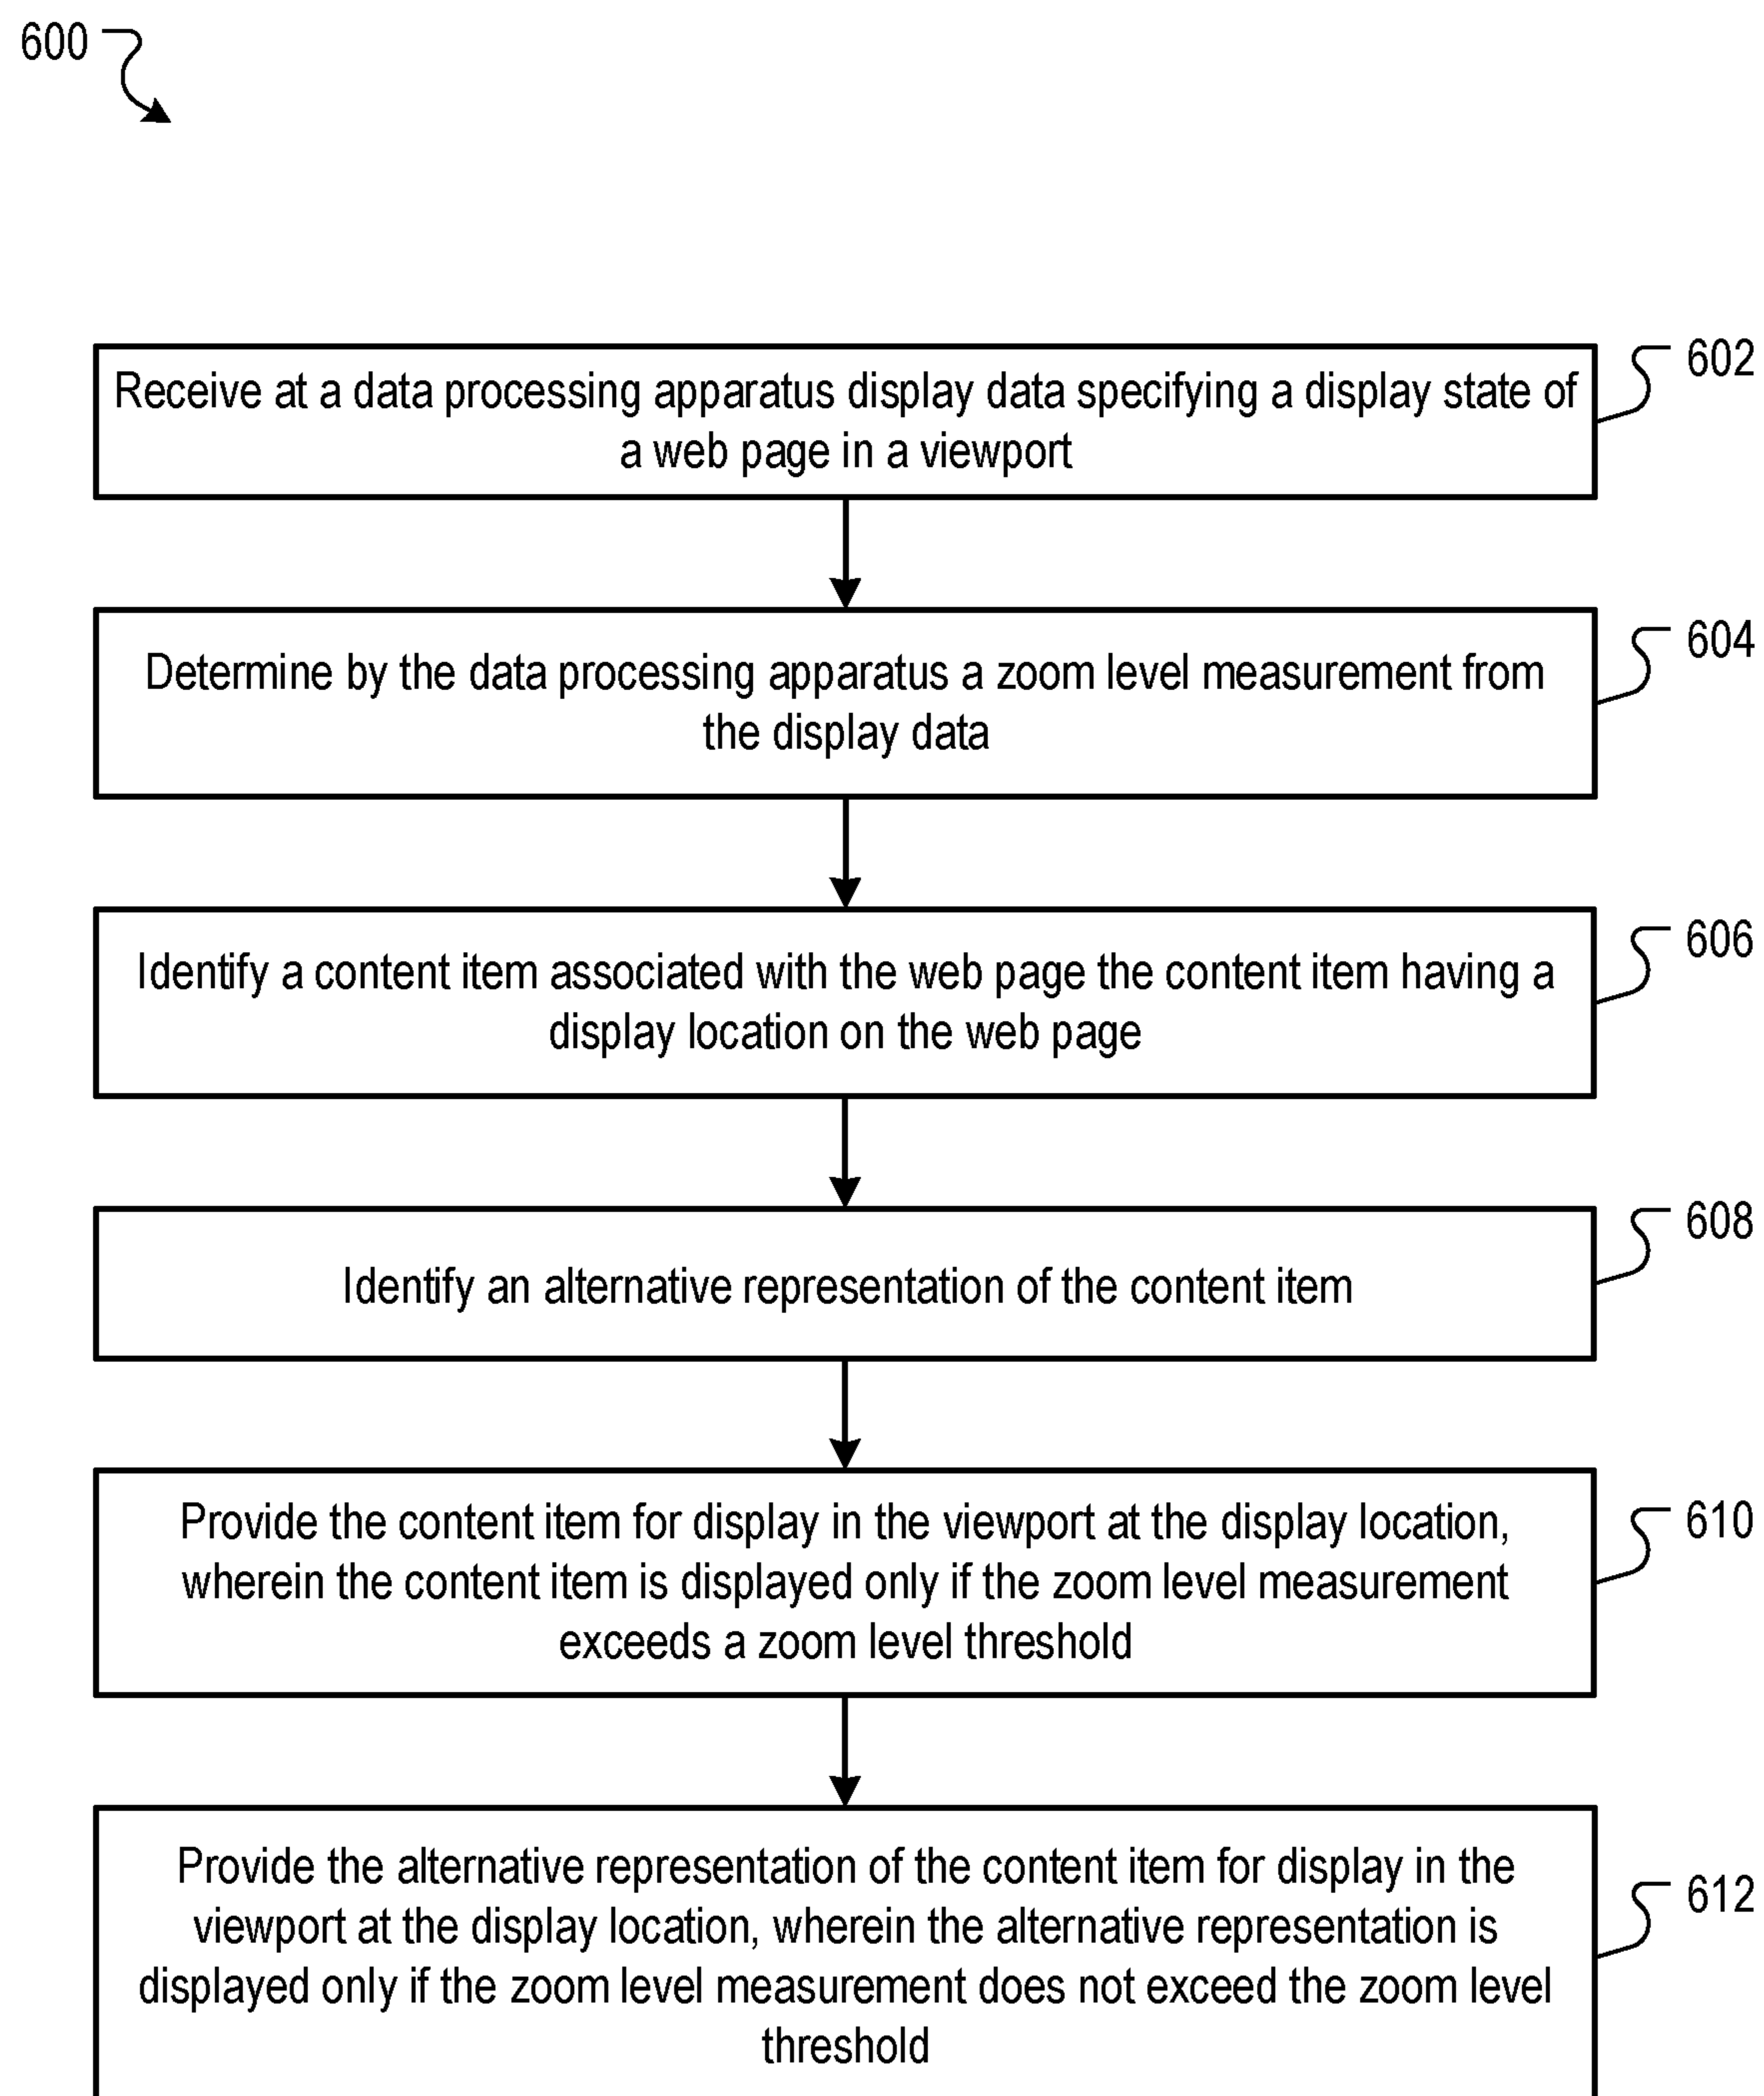 600
Receive at a data processing apparatus display data specifying a display state of
a web page in a viewport
602
Determine by the data processing apparatus a zoom level measurement from
the display data
604
Identify a content item associated with the web page the content item having a
display location on the web page
606
Identify an alternative representation of the content item
608
Provide the content item for display in the viewport at the display location,
wherein the content item is displayed only if the zoom level measurement
exceeds a zoom level threshold
610
Provide the alternative representation of the content item for display in the
viewport at the display location, wherein the alternative representation is
displayed only if the zoom level measurement does not exceed the zoom level
threshold
612